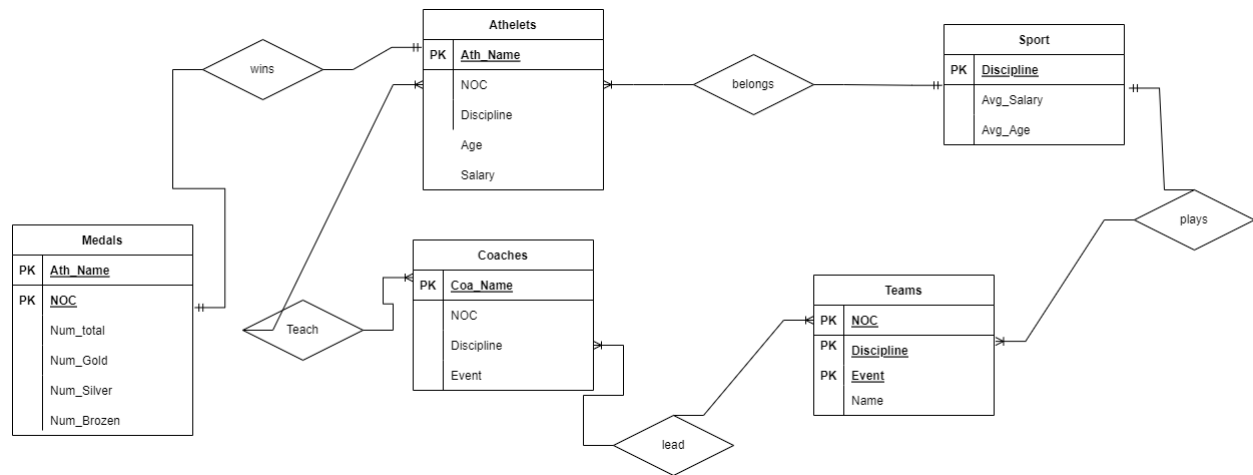 Athelets
PK Ath_Name
NOC
Discipline
Age
Salary
wins
belongs
Sport
PK Discipline
Avg_Salary
Avg_Age
plays
Medals
PK Ath_Name
PK NOC
Num_total
Num_Gold
Num_Silver
Num_Brozen
Teach
Coaches
PK Coa_Name
NOC
Discipline
Event
lead
Teams
PK NOC
PK Discipline
PK Event
Name